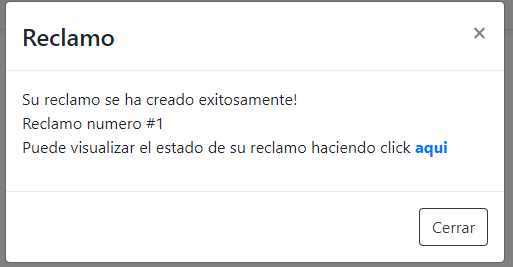 Reclamo ×
Su reclamo se ha creado exitosamente!
Reclamo numero #1
Puede visualizar el estado de su reclamo haciendo click aqui
Cerrar